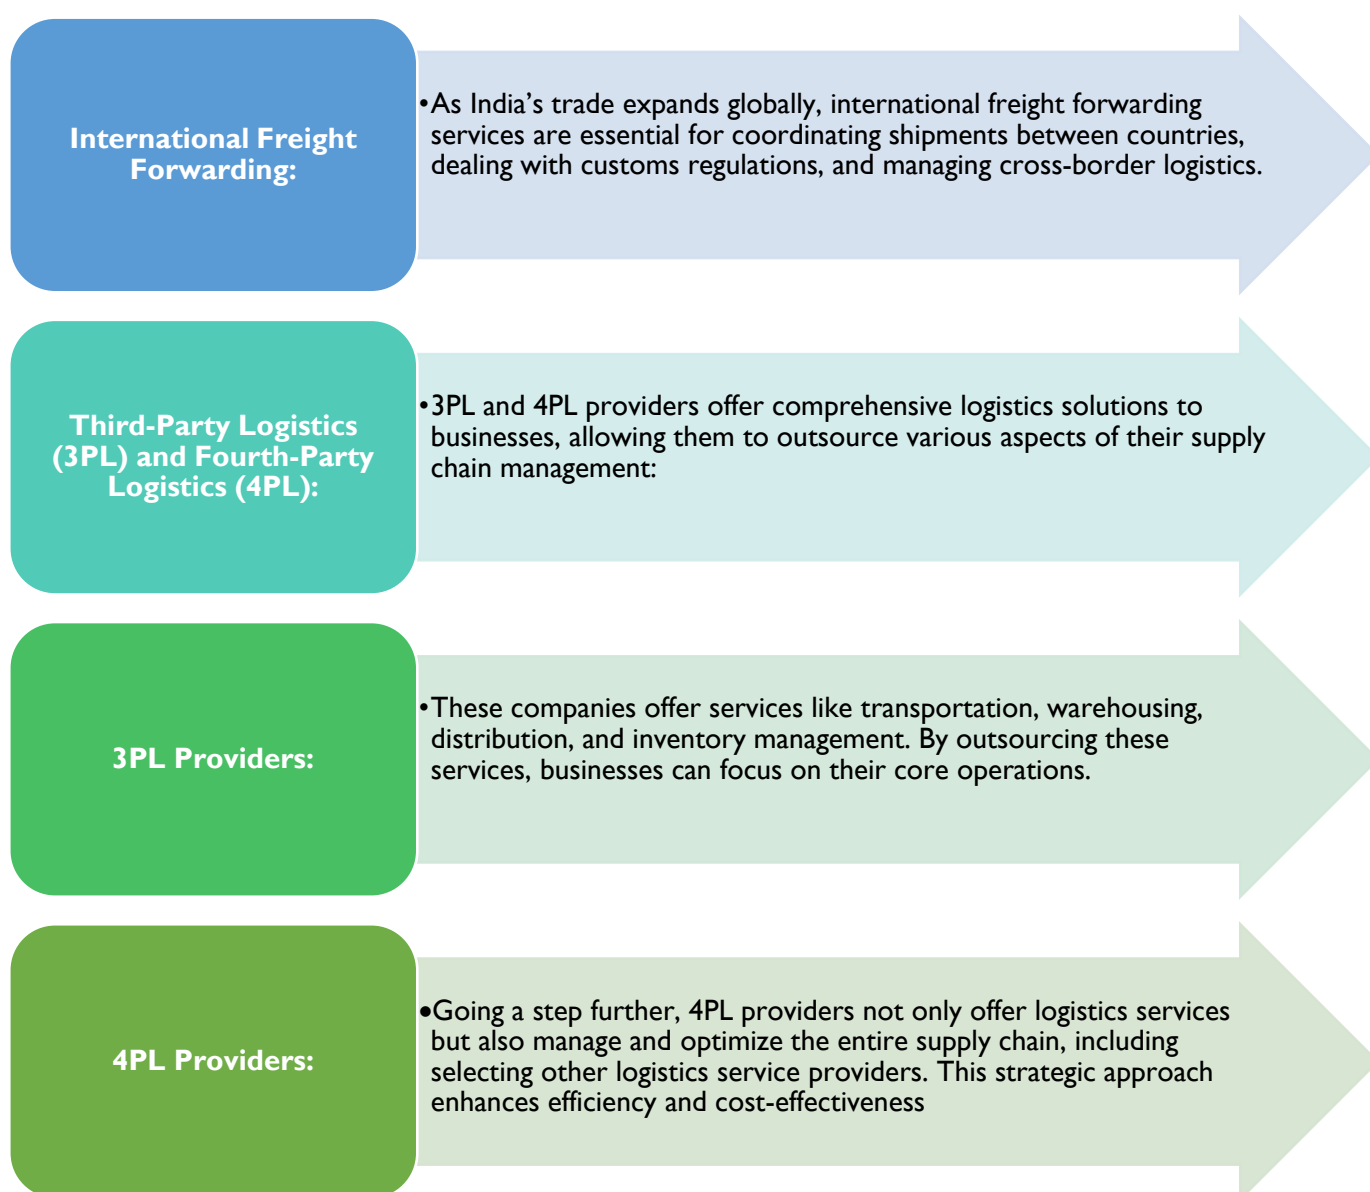 International Freight
Forwarding:
•As India’s trade expands globally, international freight forwarding
services are essential for coordinating shipments between countries,
dealing with customs regulations, and managing cross-border logistics.
Third-Party Logistics
(3PL) and Fourth-Party
Logistics (4PL):
•3PL and 4PL providers offer comprehensive logistics solutions to
businesses, allowing them to outsource various aspects of their supply
chain management:
3PL Providers:
•These companies offer services like transportation, warehousing,
distribution, and inventory management. By outsourcing these
services, businesses can focus on their core operations.
4PL Providers:
•Going a step further, 4PL providers not only offer logistics services
but also manage and optimize the entire supply chain, including
selecting other logistics service providers. This strategic approach
enhances efficiency and cost-effectiveness